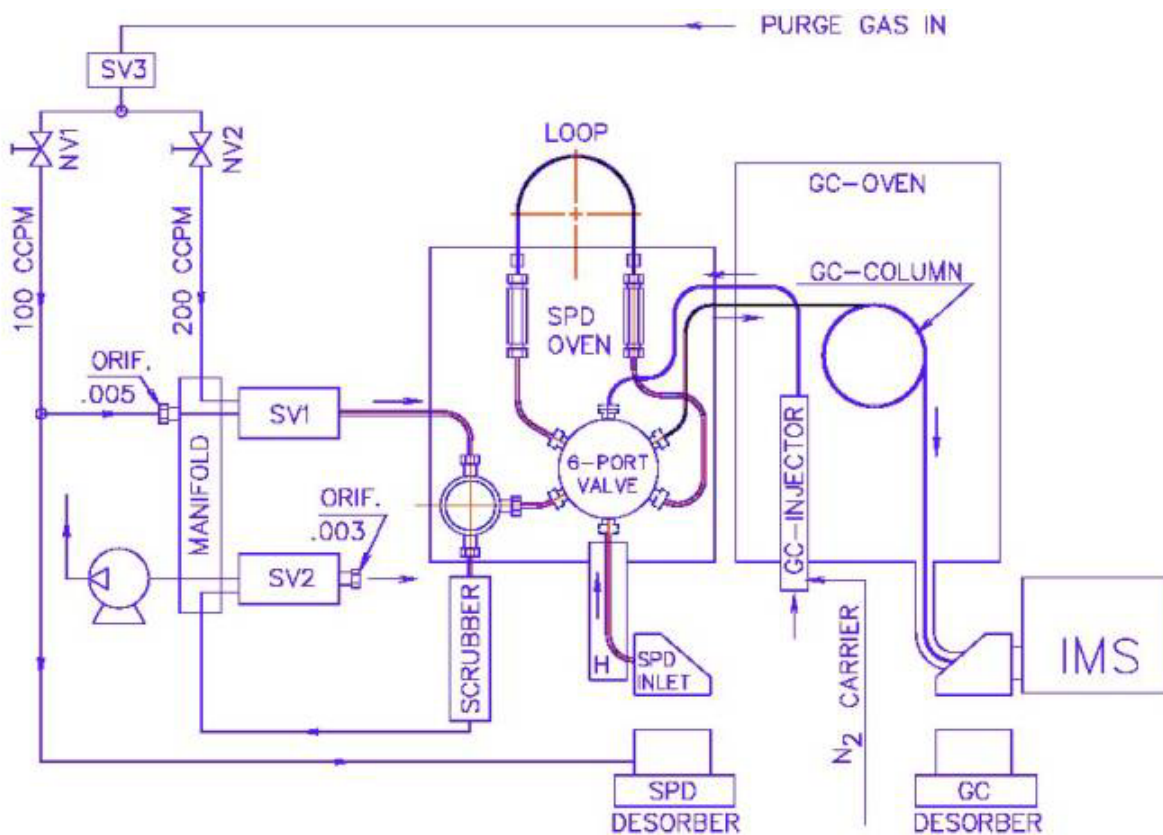 PURGE GAS IN
SV3
NV1
NV2
LOOP
GC-OVEN
100 CCPM
200 CCPM
GC-COLUMN
SPD
OVEN
ORIF.
.005
SV1
6-PORT
VALVE
MANIFOLD
ORIF.
.003
GC-INJECTOR
SV2
SCRUBBER
H
SPD
INLET
IMS
N2 CARRIER
SPD
DESORBER
GC
DESORBER